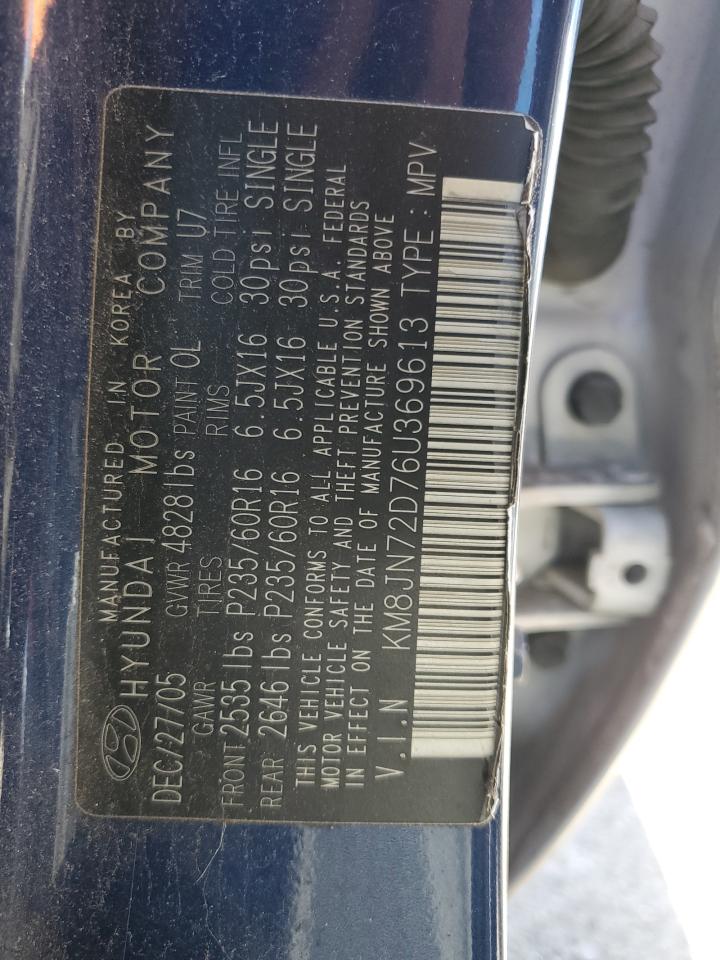 MANUFACTURED IN KOREA BY
HYUNDAI MOTOR COMPANY
DEC/27/05 GVWR 4828 lbs PAINT OL TRIM U7
GAWR TIRES RIMS COLD TIRE INFL
FRONT 2535 lbs P235/60R16 6.5JX16 30psi SINGLE
REAR 2646 lbs P235/60R16 6.5JX16 30psi SINGLE
THIS VEHICLE CONFORMS TO ALL APPLICABLE U.S.A. FEDERAL
MOTOR VEHICLE SAFETY AND THEFT PREVENTION STANDARDS
IN EFFECT ON THE DATE OF MANUFACTURE SHOWN ABOVE
V.I.N KM8JN72D76U369613 TYPE : MPV